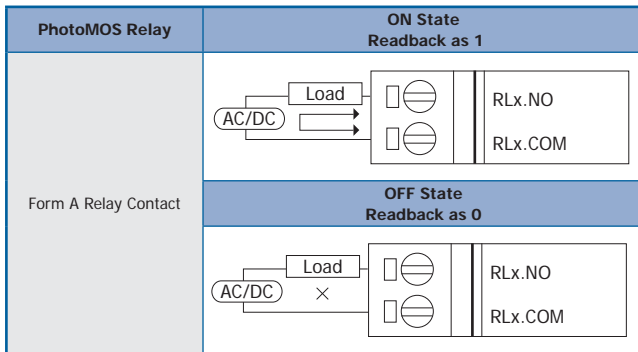 PhotoMOS Relay
ON State
Readback as 1
Load
AC/DC
RLx.NO
RLx.COM
Form A Relay Contact
OFF State
Readback as 0
Load
AC/DC
RLx.NO
RLx.COM